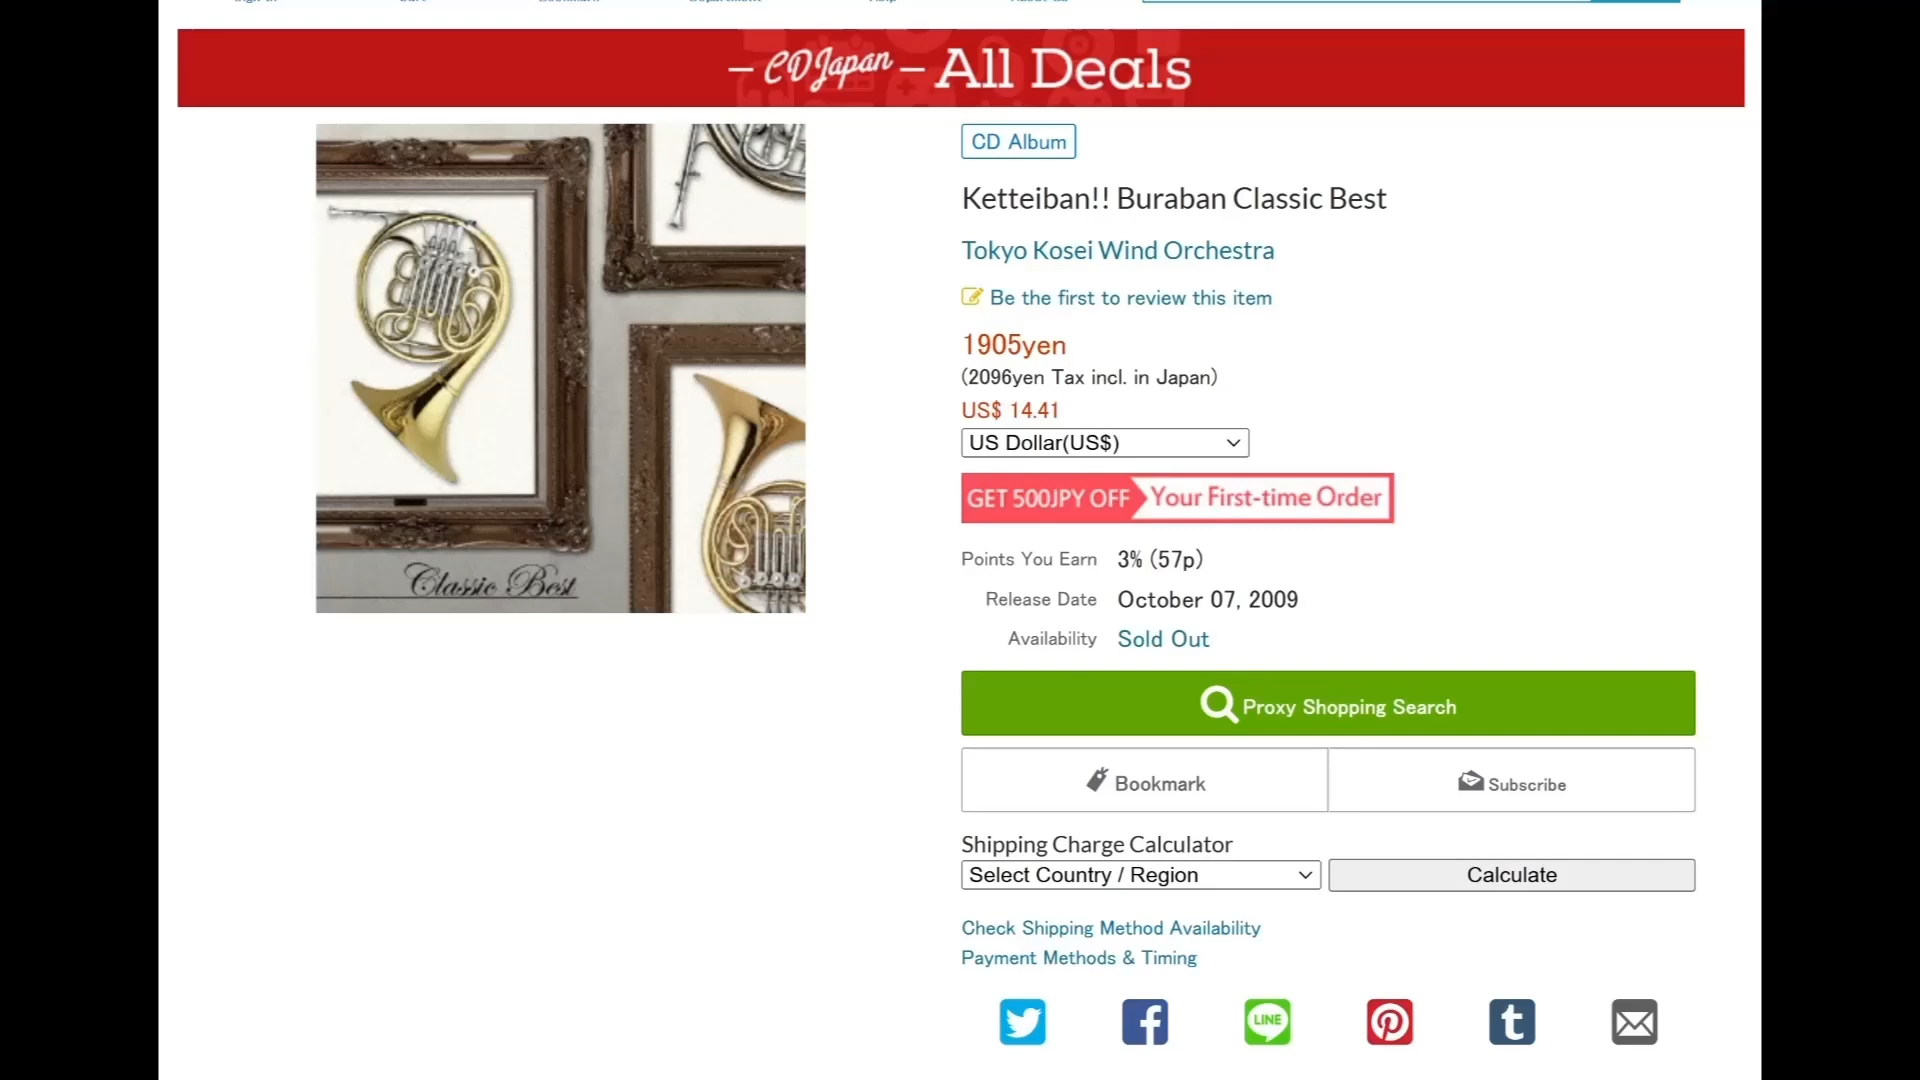 CDJapan All Deals
CD Album
Ketteiban!! Buraban Classic Best
Tokyo Kosei Wind Orchestra
Be the first to review this item
1905yen
(2096yen Tax incl. in Japan)
US$ 14.41
US Dollar(US$)
GET 500JPY OFF Your First-time Order
Points You Earn 3% (57p)
Release Date October 07, 2009
Availability Sold Out
Classic Best
Proxy Shopping Search
Bookmark Subscribe
Shipping Charge Calculator
Select Country / Region Calculate
Check Shipping Method Availability
Payment Methods & Timing
LINE